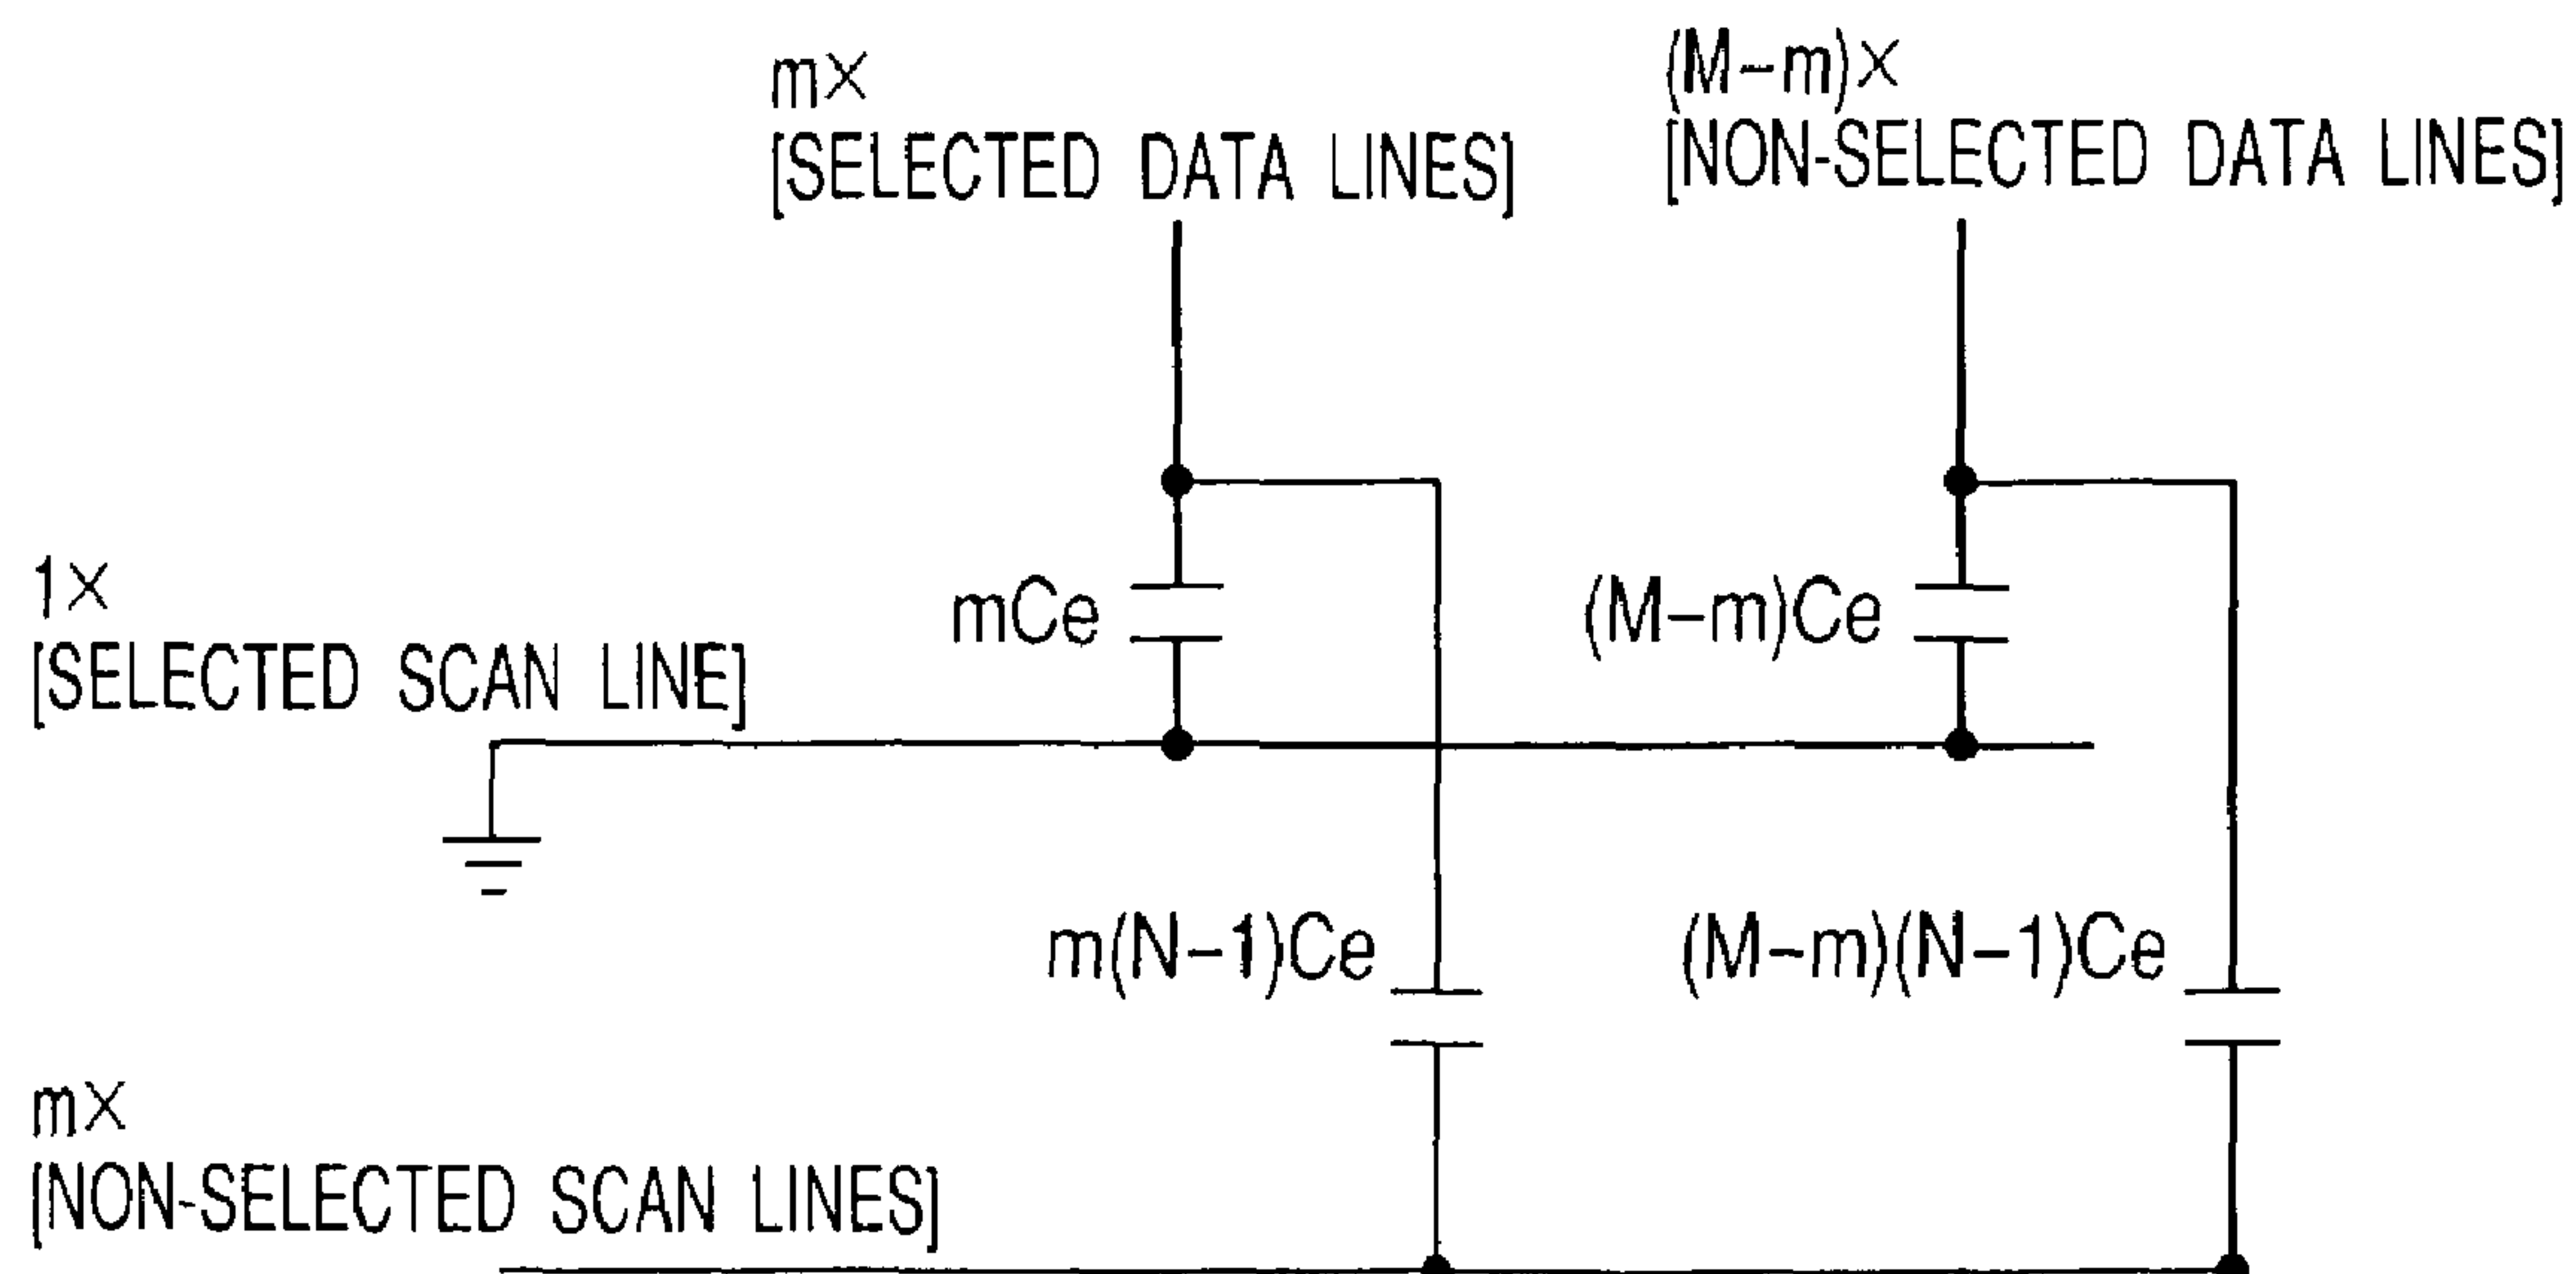 m×
[SELECTED DATA LINES]
(M-m)×
[NON-SELECTED DATA LINES]
1×
[SELECTED SCAN LINE]
mCe
(M-m)Ce
m(N-1)Ce
(M-m)(N-1)Ce
m×
[NON-SELECTED SCAN LINES]